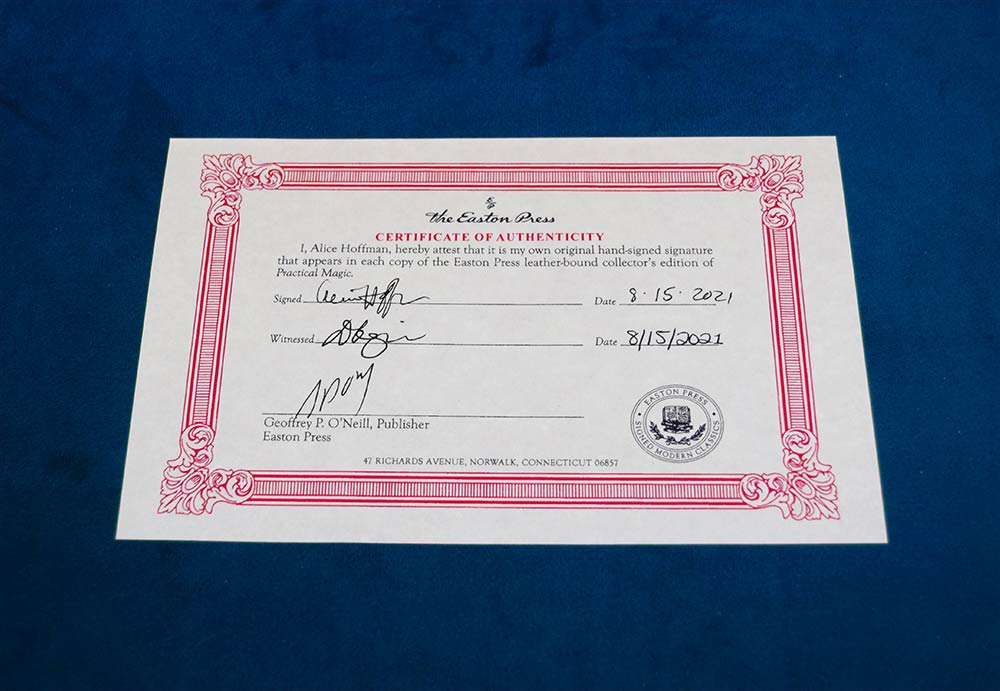 The Easton Press
CERTIFICATE OF AUTHENTICITY
I, Alice Hoffman, hereby attest that it is my own original hand-signed signature
that appears in each copy of the Easton Press leather-bound collector's edition of
Practical Magic.
Signed Date 8·15·2021
Witnessed Date 8/15/2021
Geoffrey P. O'Neill, Publisher
Easton Press
EASTON PRESS
SIGNED MODERN CLASSICS
47 RICHARDS AVENUE, NORWALK, CONNECTICUT 06857